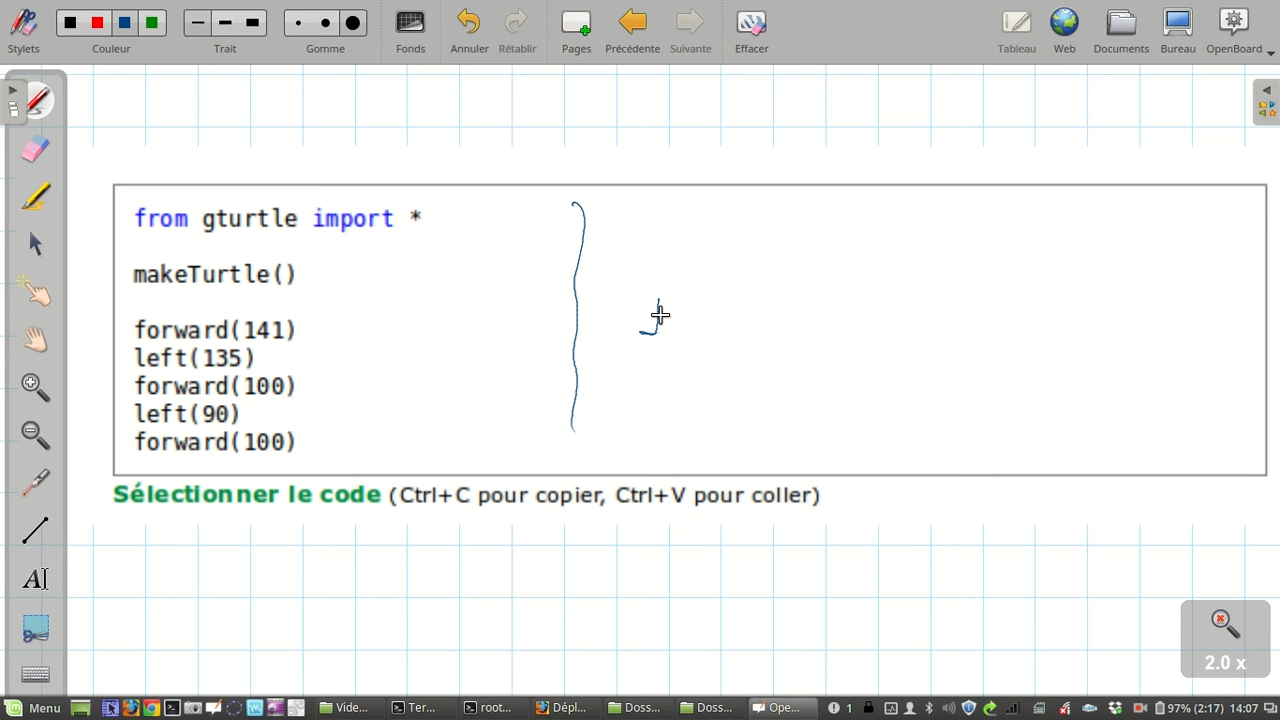 Stylets Couleur Trait Gomme Fonds Annuler Rétablir Pages Précédente Suivante Effacer Tableau Web Documents Bureau OpenBoard
from gturtle import *
makeTurtle()
forward(141)
left(135)
forward(100)
left(90)
forward(100)
Sélectionner le code (Ctrl+C pour copier, Ctrl+V pour coller)
2.0 x
Menu Vide... Ter... root... Dépl... Doss... Doss... Ope... 1 97% (2:17) 14:07